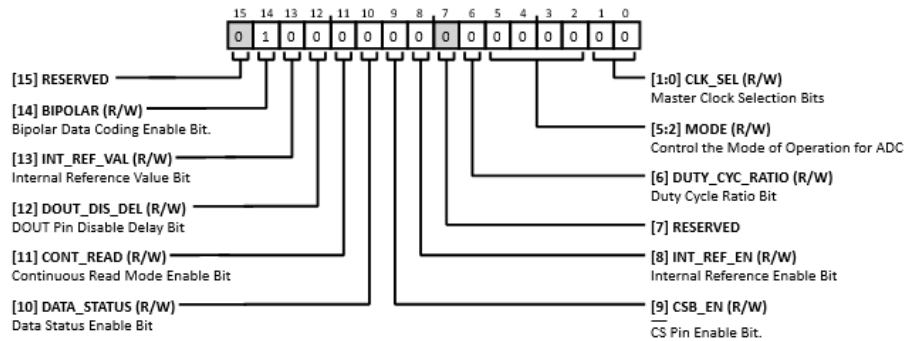 15 14 13 12 11 10 9 8 7 6 5 4 3 2 1 0
0 1 0 0 0 0 0 0 0 0 0 0 0 0 0 0
[15] RESERVED
[14] BIPOLAR (R/W)
Bipolar Data Coding Enable Bit.
[13] INT_REF_VAL (R/W)
Internal Reference Value Bit
[12] DOUT_DIS_DEL (R/W)
DOUT Pin Disable Delay Bit
[11] CONT_READ (R/W)
Continuous Read Mode Enable Bit
[10] DATA_STATUS (R/W)
Data Status Enable Bit
[1:0] CLK_SEL (R/W)
Master Clock Selection Bits
[5:2] MODE (R/W)
Control the Mode of Operation for ADC
[6] DUTY_CYC_RATIO (R/W)
Duty Cycle Ratio Bit
[7] RESERVED
[8] INT_REF_EN (R/W)
Internal Reference Enable Bit
[9] CSB_EN (R/W)
C̅S̅ Pin Enable Bit.